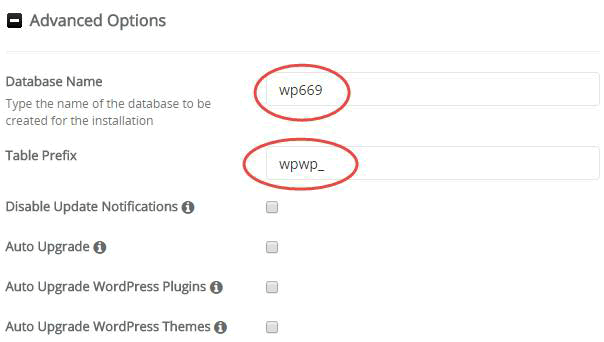 Advanced Options
Database Name
wp669
Type the name of the database to be
created for the installation
Table Prefix
wpwp_
Disable Update Notifications
Auto Upgrade
Auto Upgrade WordPress Plugins
Auto Upgrade WordPress Themes